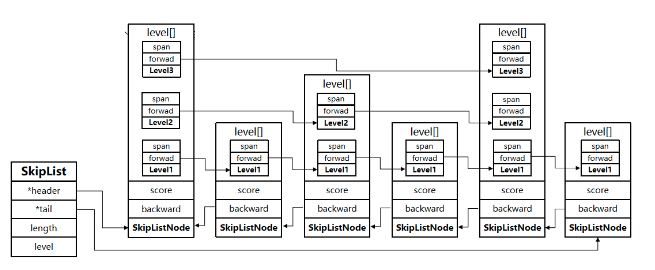 SkipList
*header
*tail
length
level
level[]
span
forwad
Level3
span
forwad
Level2
span
forwad
Level1
score
backward
SkipListNode
level[]
span
forwad
Level1
score
backward
SkipListNode
level[]
span
forwad
Level2
span
forwad
Level1
score
backward
SkipListNode
level[]
span
forwad
Level1
score
backward
SkipListNode
level[]
span
forwad
Level3
span
forwad
Level2
span
forwad
Level1
score
backward
SkipListNode
level[]
span
forwad
Level1
score
backward
SkipListNode